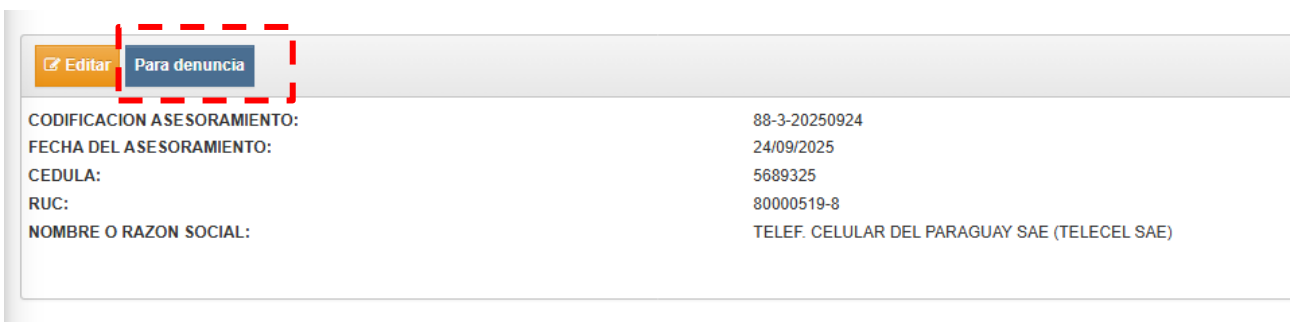 Editar Para denuncia
CODIFICACION ASESORAMIENTO: 88-3-20250924
FECHA DEL ASESORAMIENTO: 24/09/2025
CEDULA: 5689325
RUC: 80000519-8
NOMBRE O RAZON SOCIAL: TELEF. CELULAR DEL PARAGUAY SAE (TELECEL SAE)